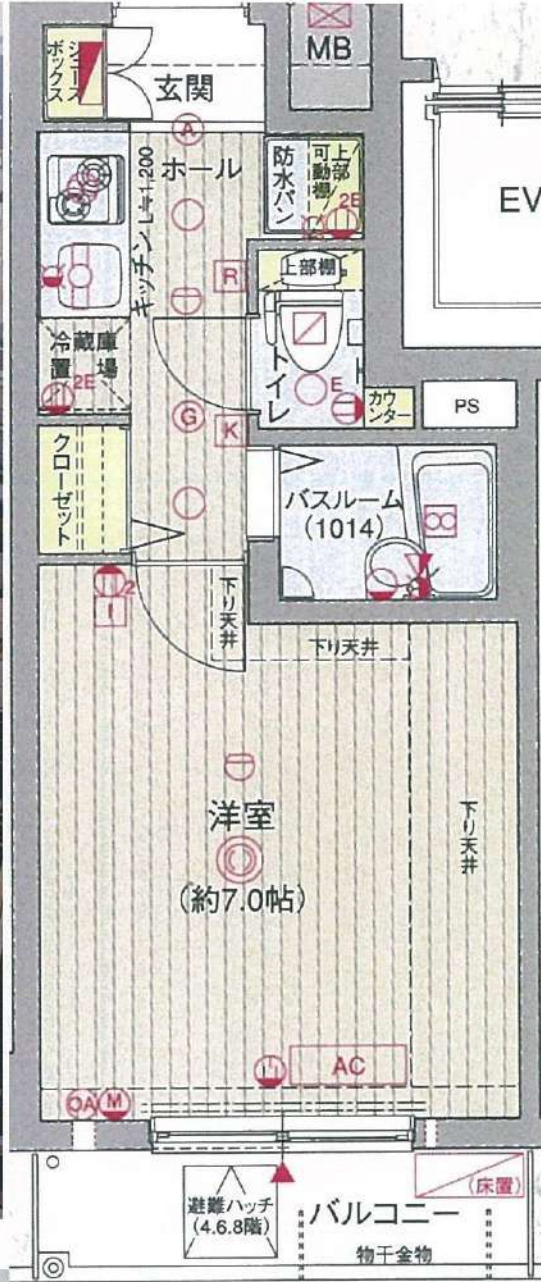 シューズ
ボックス
玄関
MB
A
ホール
防水パン
上部
可動棚
2E
EV
キッチン L≒1,200
R
上部棚
トイレ
E
冷蔵庫
置場
2E
G
K
カウ
ンター
PS
クローゼット
バスルーム
(1014)
2
I
下り天井
下り天井
洋室
(約7.0帖)
下り天井
AC
OA
M
避難ハッチ
(4.6.8階)
バルコニー
(床置)
物干金物